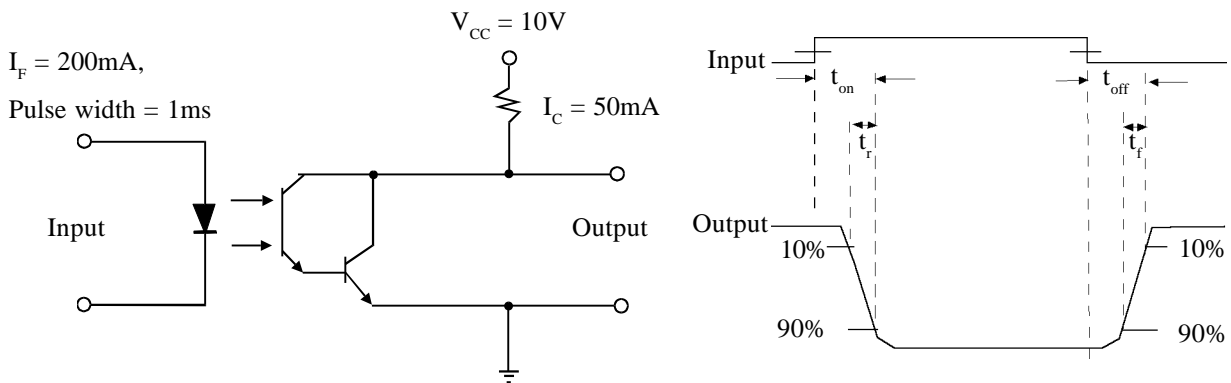 V_CC = 10V
I_F = 200mA,
Pulse width = 1ms
I_C = 50mA
Input
Output
Input
t_on
t_off
t_r
t_f
Output
10%
10%
90%
90%